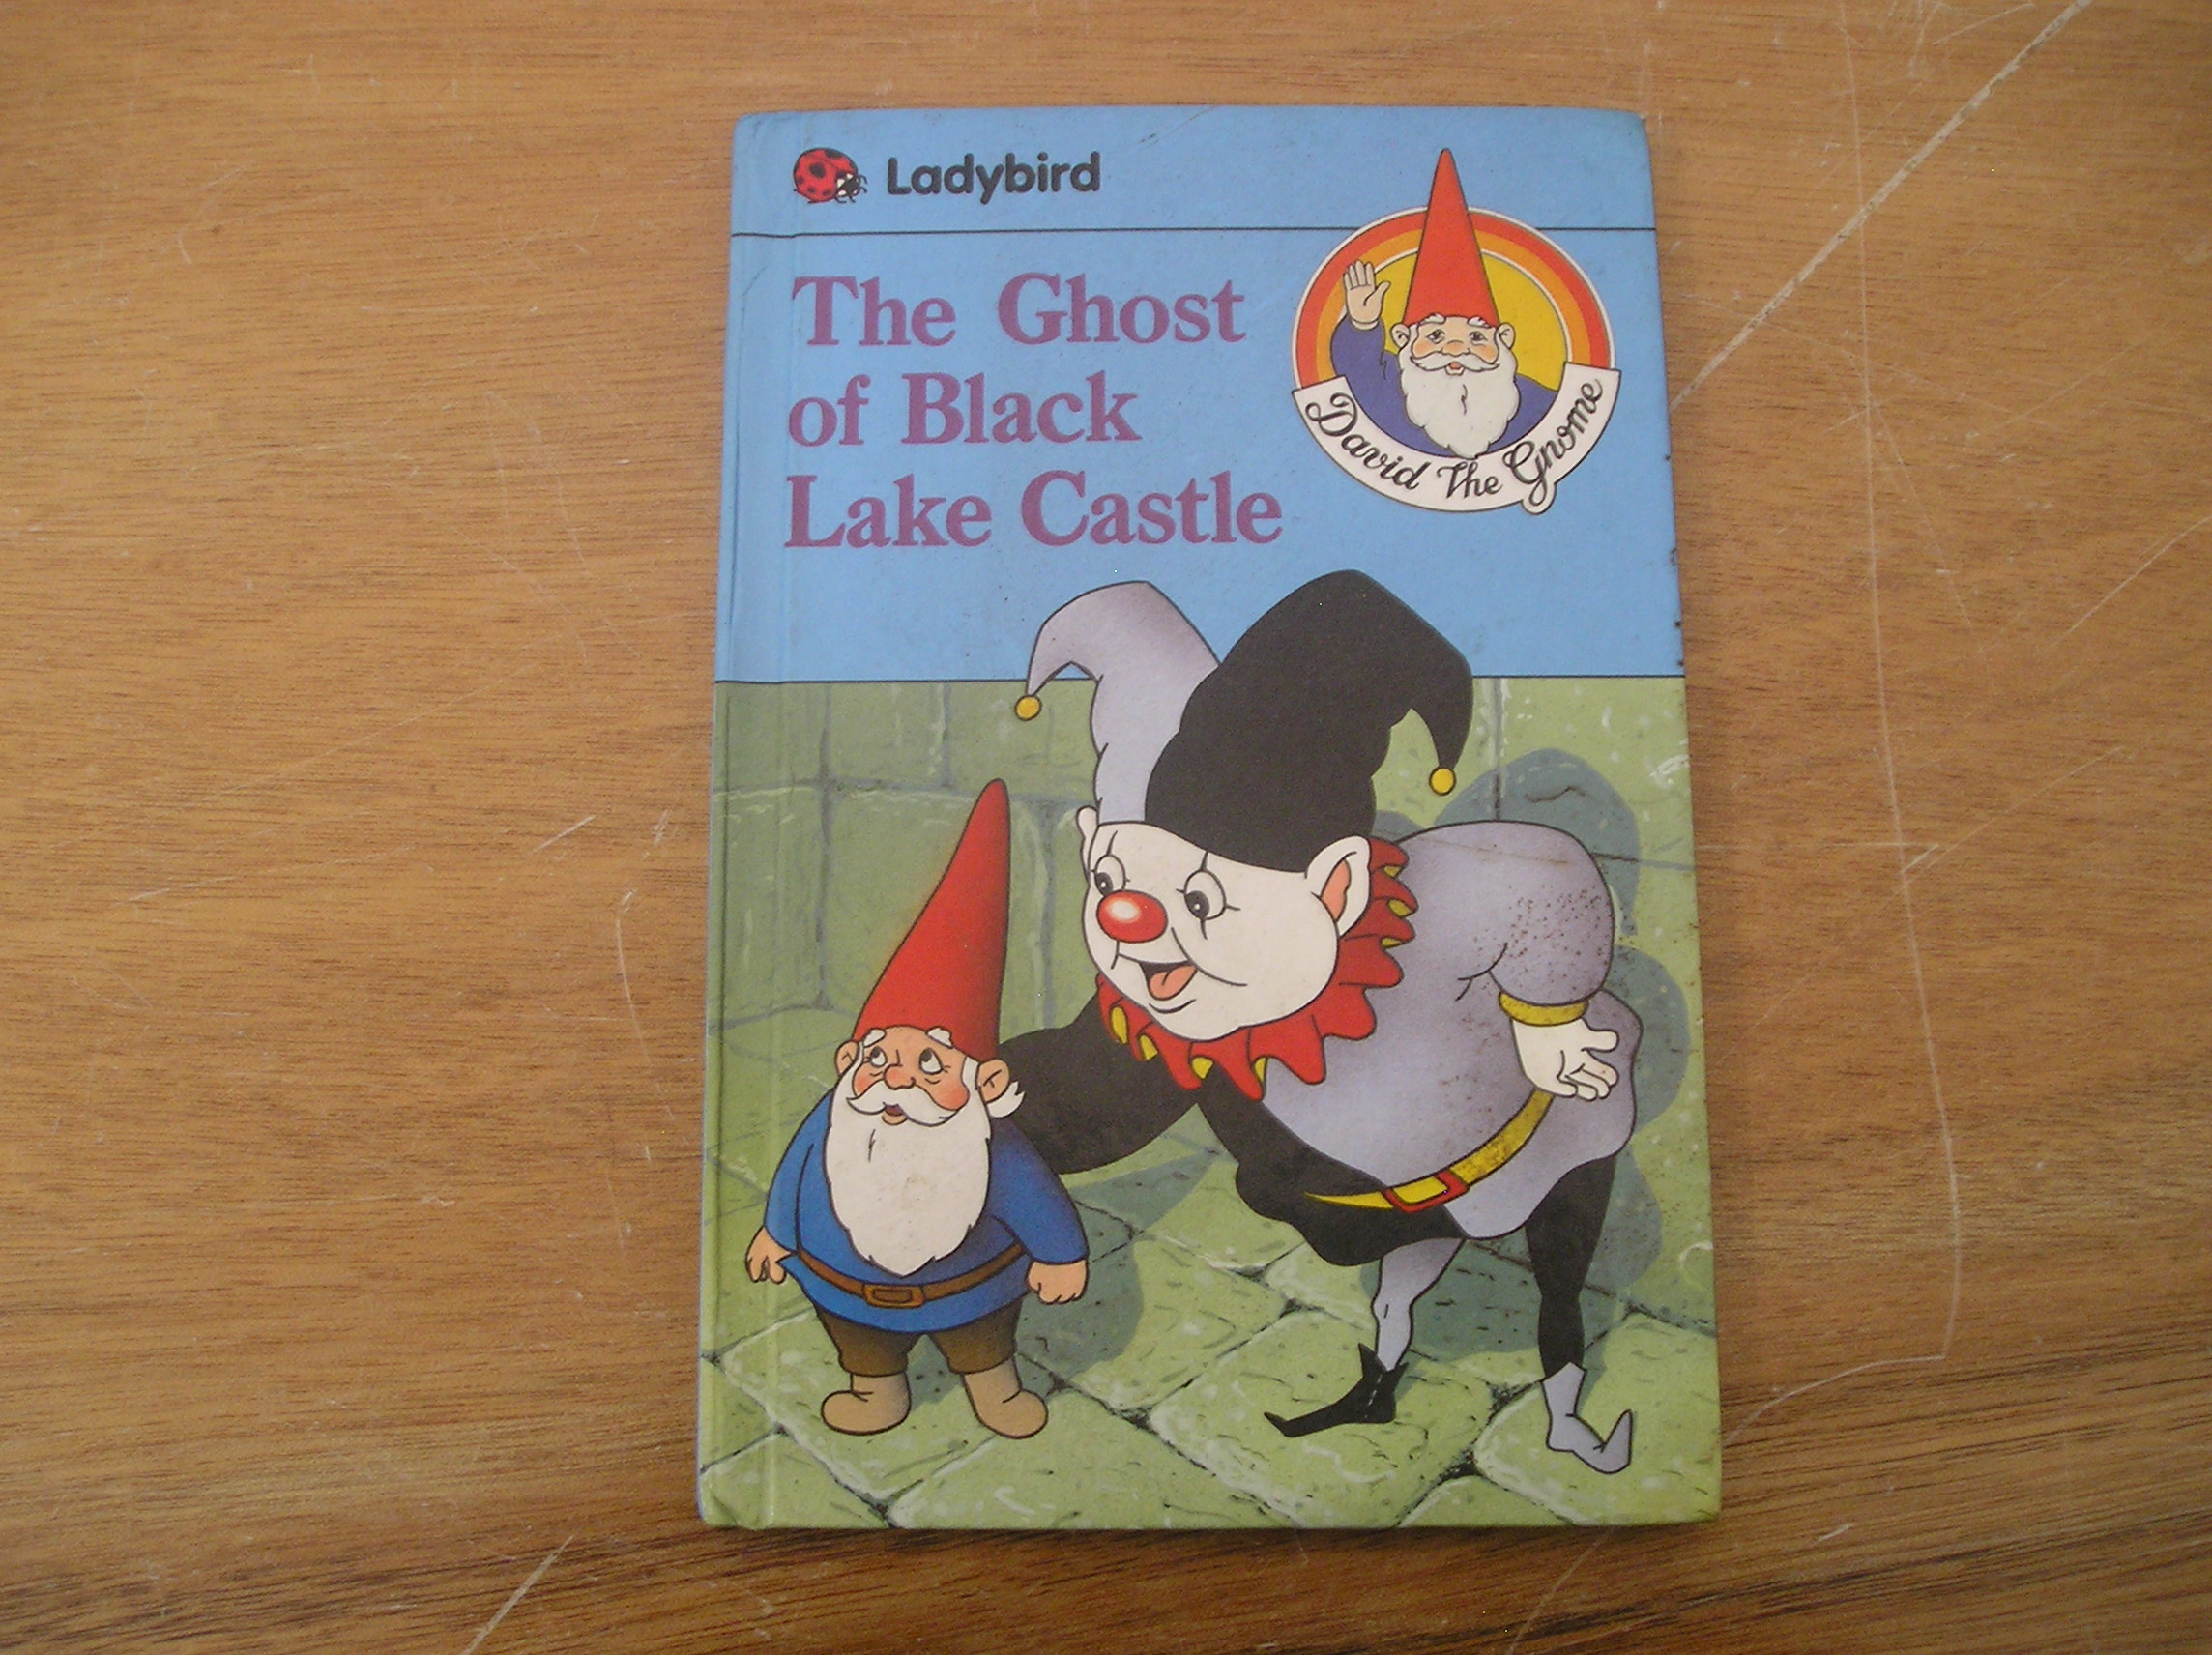 Ladybird
The Ghost
of Black
Lake Castle
David The Gnome